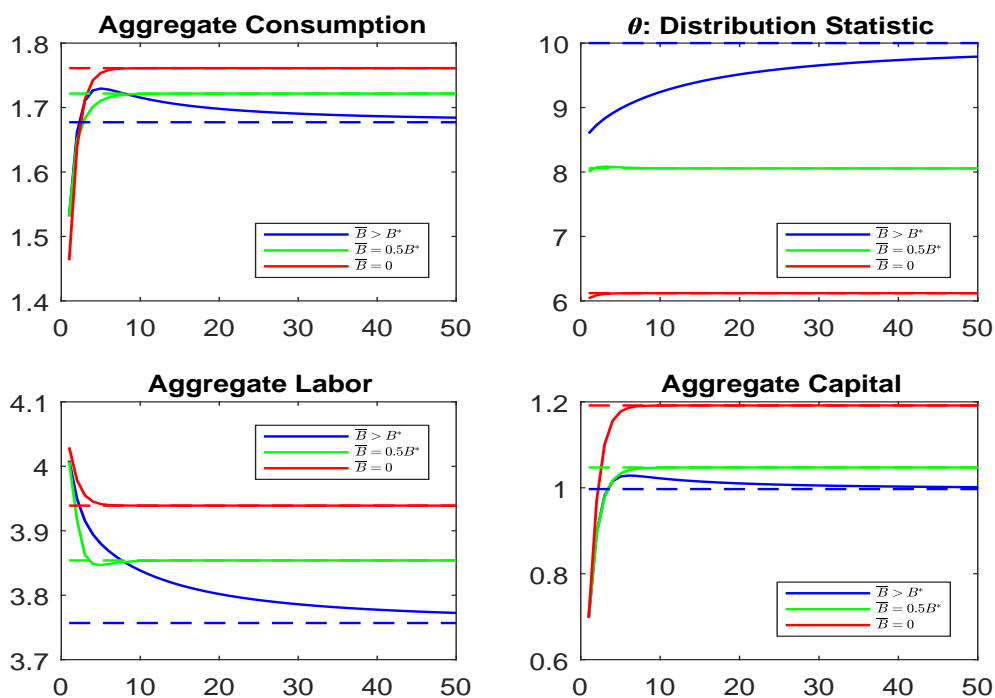 Aggregate Consumption
1.8
1.7
1.6
1.5
1.4
0 10 20 30 40 50
B̅ > B*
B̅ = 0.5B*
B̅ = 0
θ: Distribution Statistic
10
9
8
7
6
0 10 20 30 40 50
B̅ > B*
B̅ = 0.5B*
B̅ = 0
Aggregate Labor
4.1
4
3.9
3.8
3.7
0 10 20 30 40 50
B̅ > B*
B̅ = 0.5B*
B̅ = 0
Aggregate Capital
1.2
1
0.8
0.6
0 10 20 30 40 50
B̅ > B*
B̅ = 0.5B*
B̅ = 0